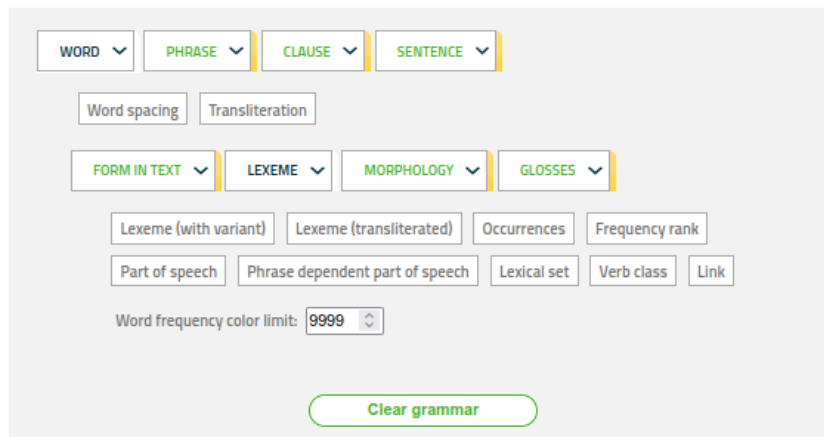 WORD PHRASE CLAUSE SENTENCE
Word spacing Transliteration
FORM IN TEXT LEXEME MORPHOLOGY GLOSSES
Lexeme (with variant) Lexeme (transliterated) Occurrences Frequency rank
Part of speech Phrase dependent part of speech Lexical set Verb class Link
Word frequency color limit: 9999
Clear grammar